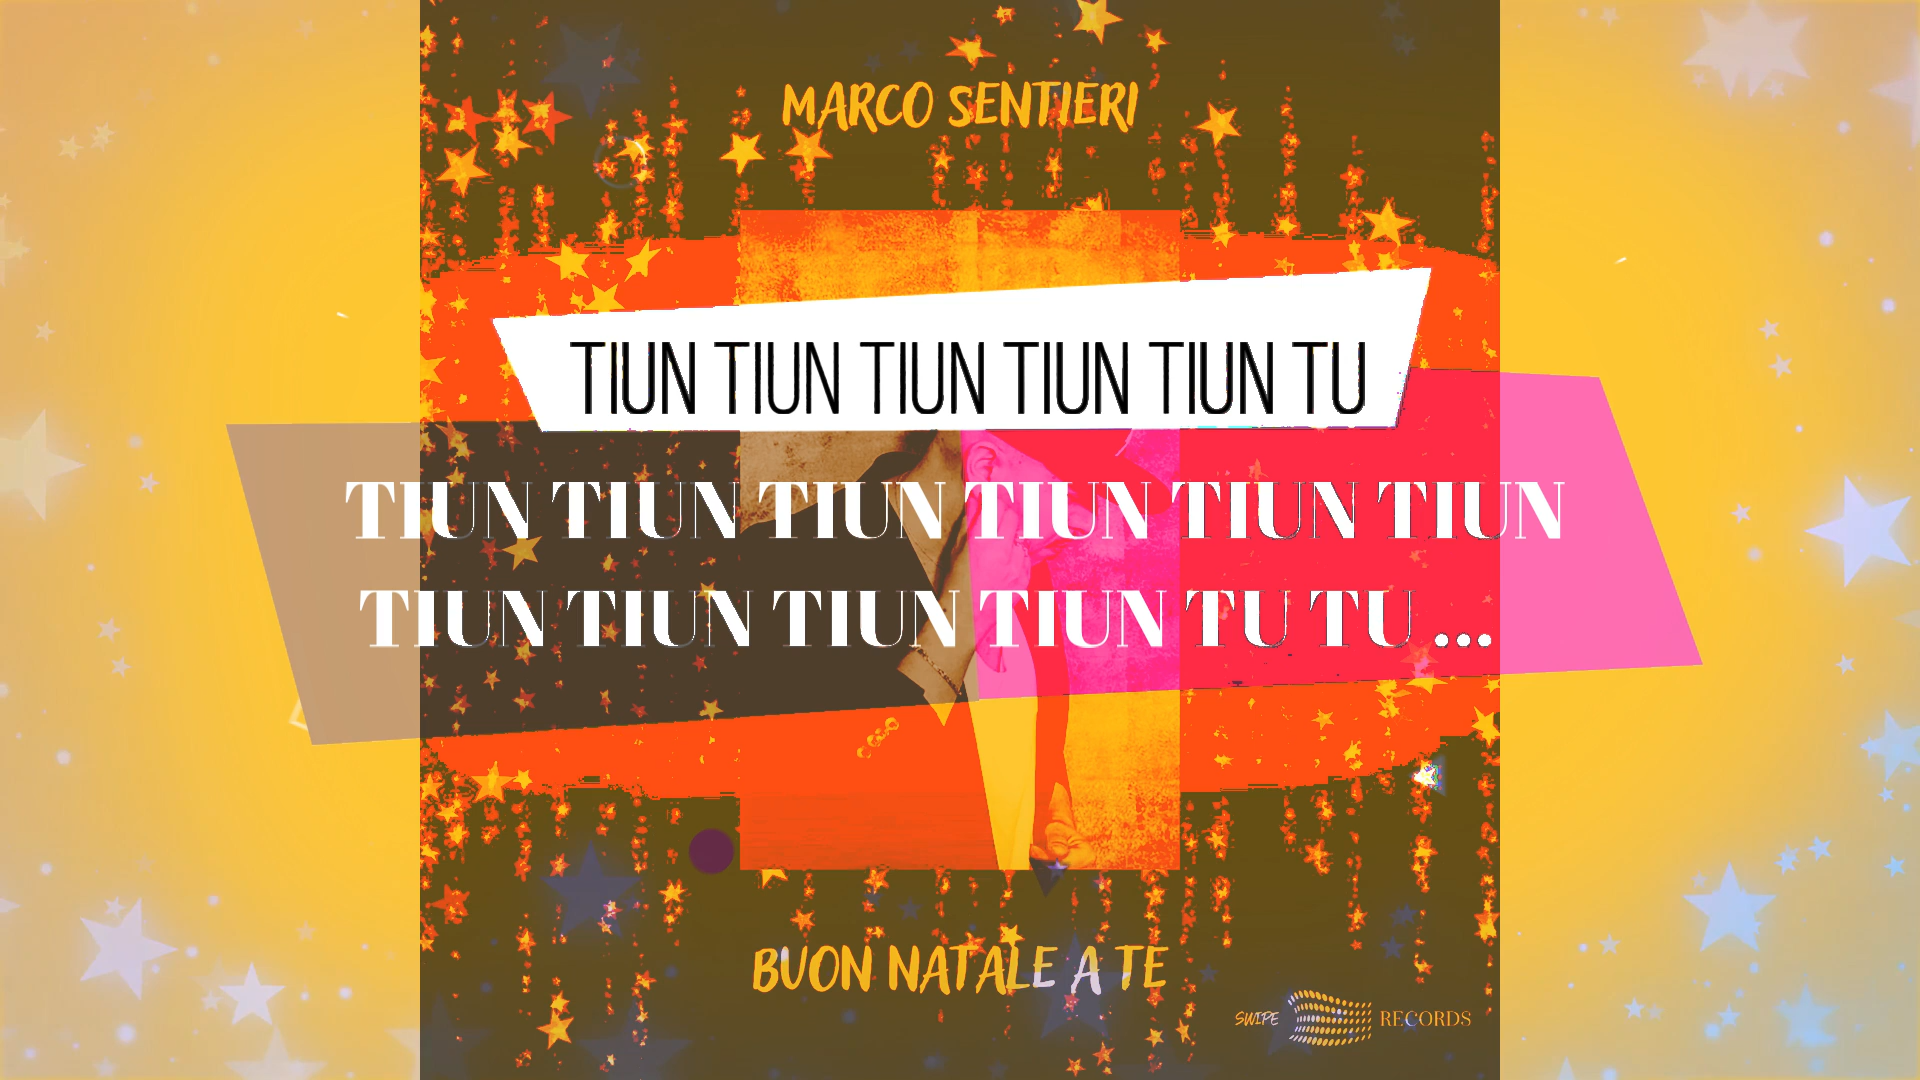 MARCO SENTIERI
TIUN TIUN TIUN TIUN TIUN TU
TIUN TIUN TIUN TIUN TIUN TIUN
TIUN TIUN TIUN TIUN TU TU ...
BUON NATALE A TE
SWIPE RECORDS